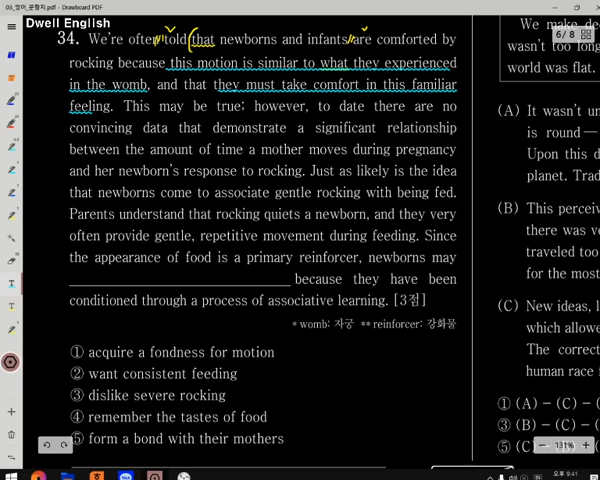 03_영어_문항지.pdf * - Drawboard PDF
Dwell English
6 / 8
34. We're often told that newborns and infants are comforted by
rocking because this motion is similar to what they experienced
in the womb, and that they must take comfort in this familiar
feeling. This may be true; however, to date there are no
convincing data that demonstrate a significant relationship
between the amount of time a mother moves during pregnancy
and her newborn's response to rocking. Just as likely is the idea
that newborns come to associate gentle rocking with being fed.
Parents understand that rocking quiets a newborn, and they very
often provide gentle, repetitive movement during feeding. Since
the appearance of food is a primary reinforcer, newborns may
because they have been
conditioned through a process of associative learning. [3점]
* womb: 자궁 ** reinforcer: 강화물
① acquire a fondness for motion
② want consistent feeding
③ dislike severe rocking
④ remember the tastes of food
⑤ form a bond with their mothers
We make de
wasn't too long
world was flat.
(A) It wasn't un
is round—
Upon this d
planet. Trad
(B) This perceiv
there was ve
traveled too
for the most
(C) New ideas, l
which allowe
The correct
human race f
① (A) - (C) - (
③ (B) - (C) - (
⑤ (C)
131%
오후 9:41